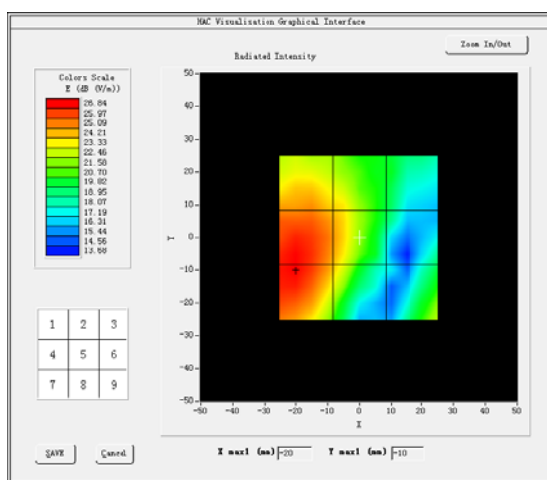 HAC Visualisation Graphical Interface
Zoom In/Out
Radiated Intensity
Colors Scale
E (dB (V/m))
26.84
25.97
25.09
24.21
23.33
22.46
21.58
20.70
19.82
18.95
18.07
17.19
16.31
15.44
14.56
13.68
50
40
30
20
10
0
-10
-20
-30
-40
-50
Y
-50 -40 -30 -20 -10 0 10 20 30 40 50
X
1 2 3
4 5 6
7 8 9
SAVE Cancel
X max1 (mm) -20 Y max1 (mm) -10